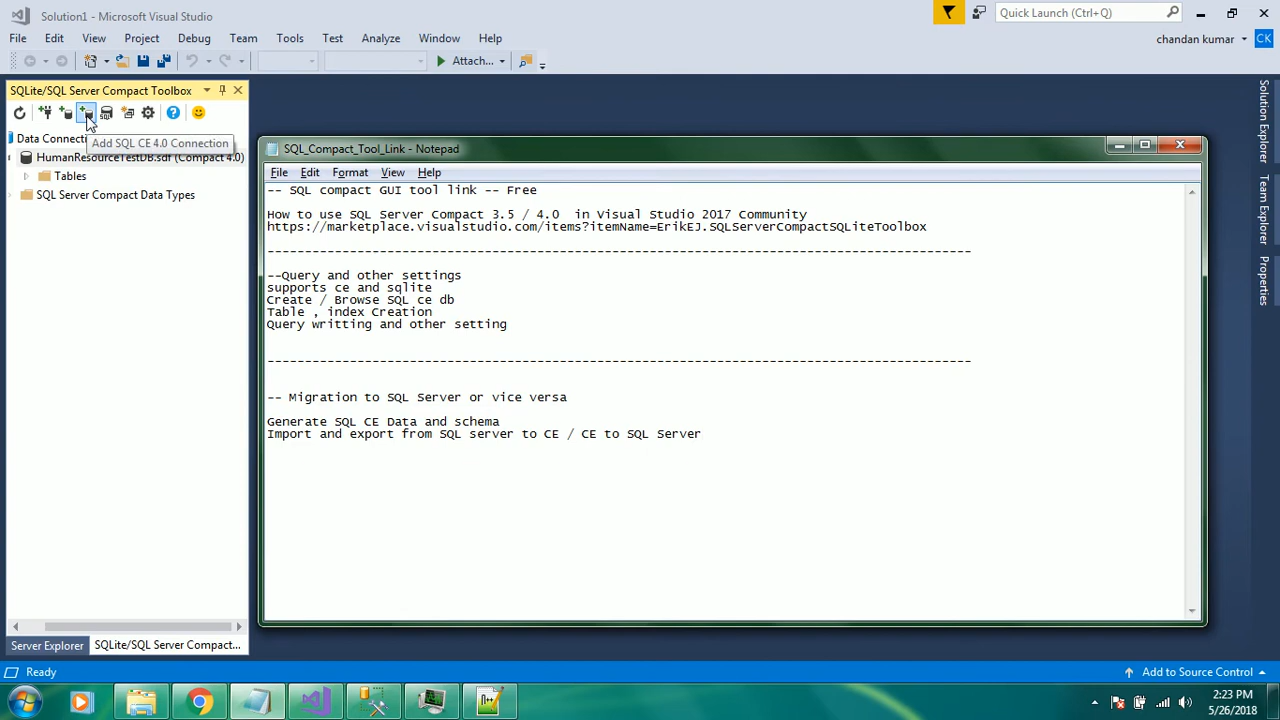 Solution1 - Microsoft Visual Studio
Quick Launch (Ctrl+Q)
File Edit View Project Debug Team Tools Test Analyze Window Help
chandan kumar CK
Attach...
SQLite/SQL Server Compact Toolbox
Data Connecti
Add SQL CE 4.0 Connection
HumanResourceTestDB.sdf (Compact 4.0)
Tables
SQL Server Compact Data Types
SQL_Compact_Tool_Link - Notepad
File Edit Format View Help
-- SQL compact GUI tool link -- Free
How to use SQL Server Compact 3.5 / 4.0  in Visual Studio 2017 Community
https://marketplace.visualstudio.com/items?itemName=ErikEJ.SQLServerCompactSQLiteToolbox
----------------------------------------------------------------------------------------------
--Query and other settings
supports ce and sqlite
Create / Browse SQL ce db
Table , index Creation
Query writting and other setting
----------------------------------------------------------------------------------------------
-- Migration to SQL Server or vice versa
Generate SQL CE Data and schema
Import and export from SQL server to CE / CE to SQL Server
Solution Explorer
Team Explorer
Properties
Server Explorer
SQLite/SQL Server Compact...
Ready
Add to Source Control
2:23 PM
5/26/2018